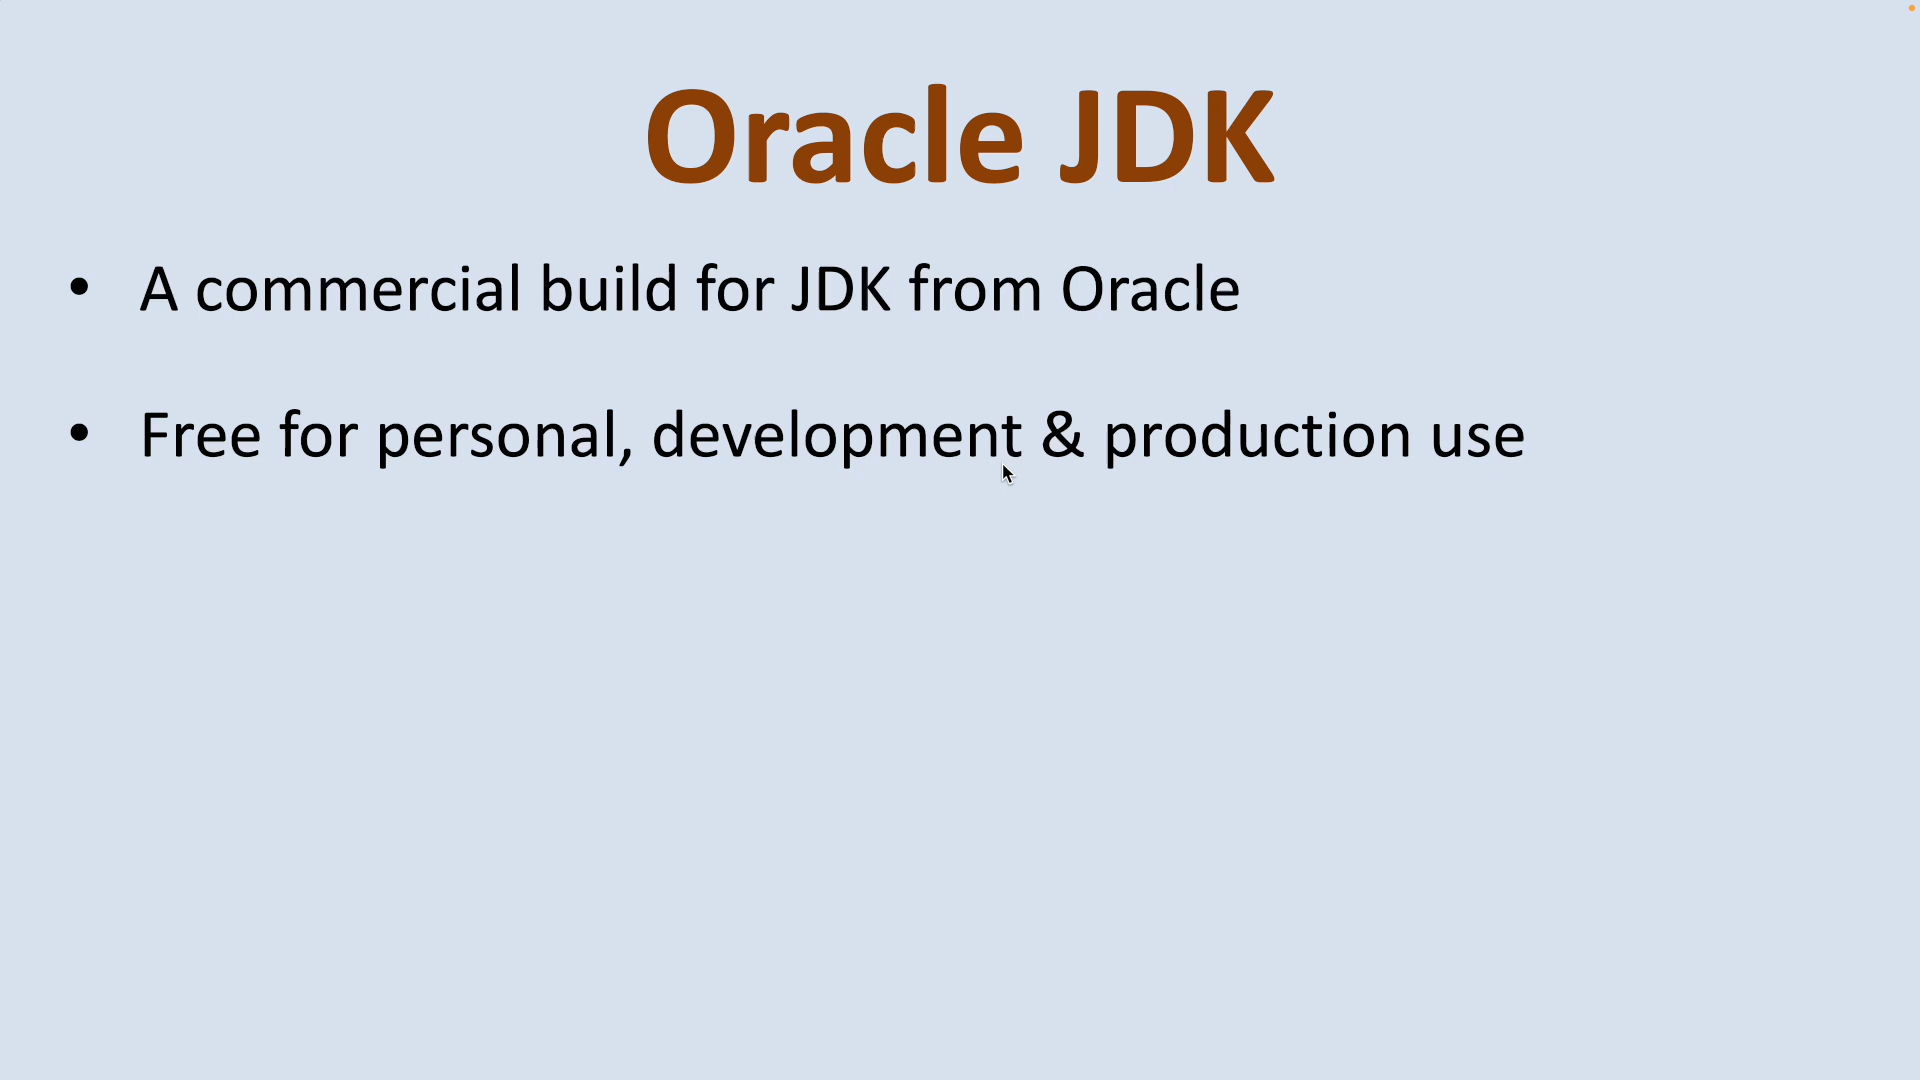 Oracle JDK
• A commercial build for JDK from Oracle
• Free for personal, development & production use